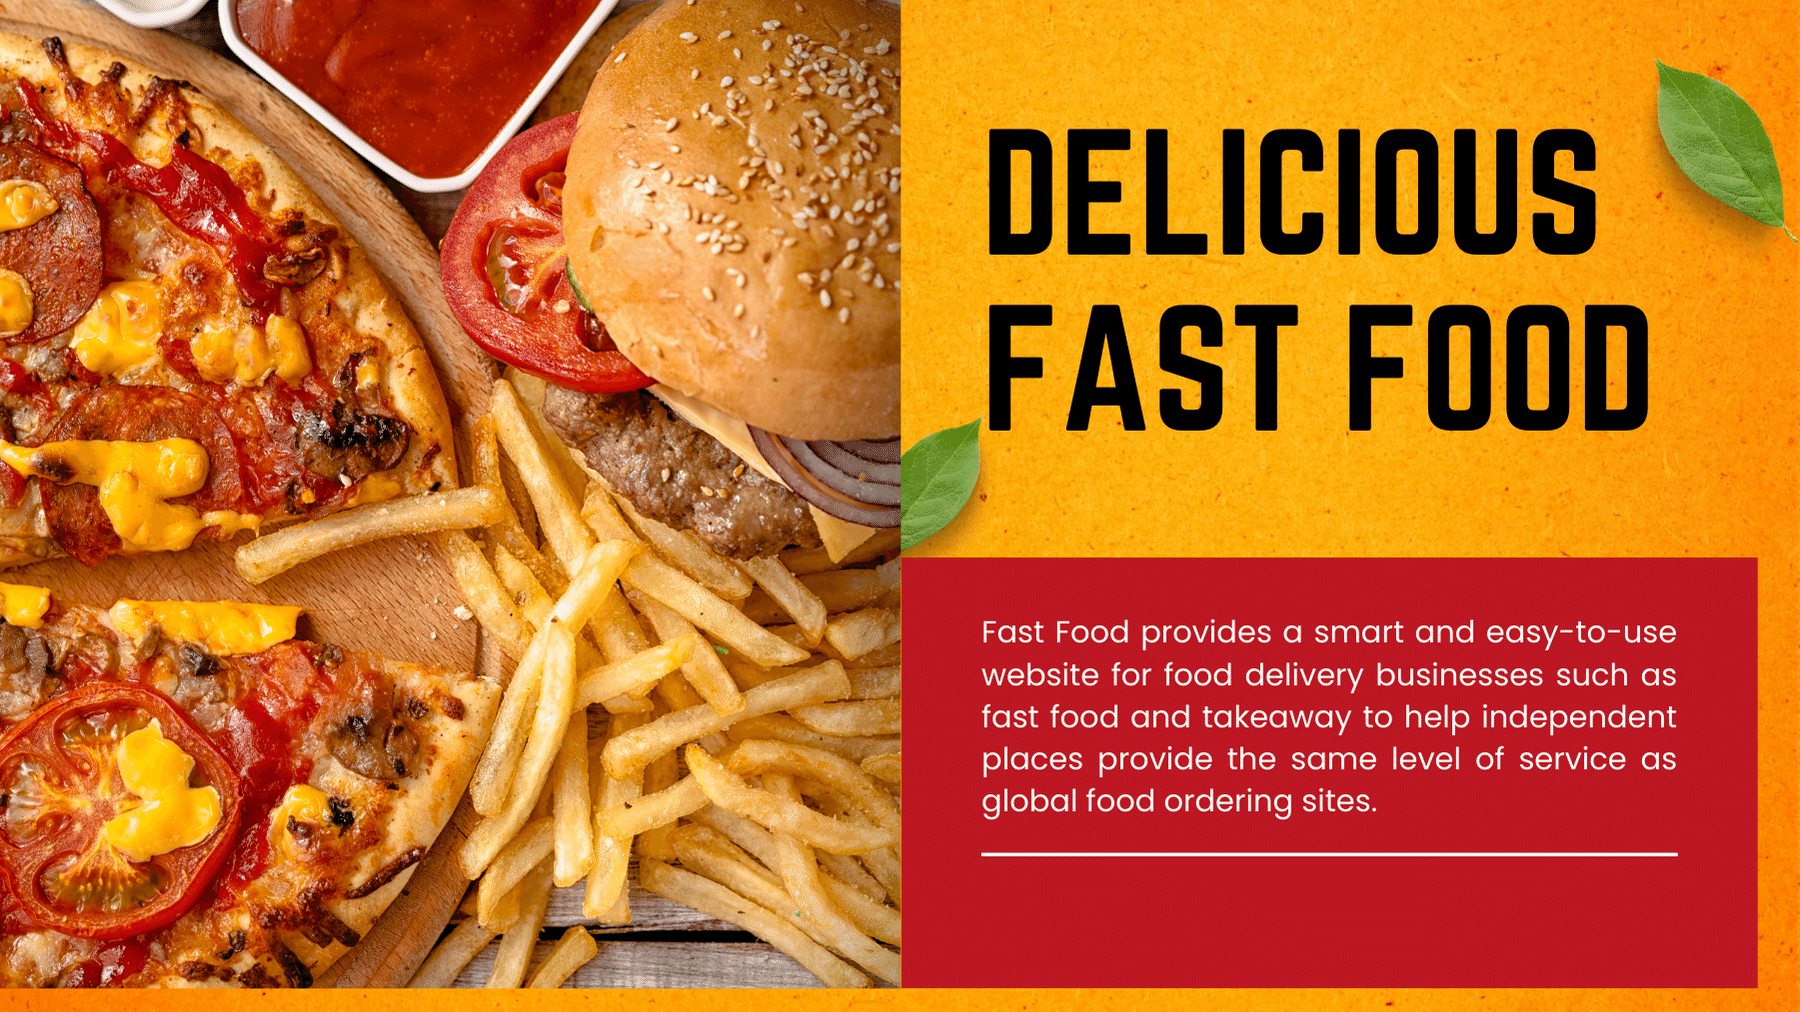 DELICIOUS
FAST FOOD
Fast Food provides a smart and easy-to-use
website for food delivery businesses such as
fast food and takeaway to help independent
places provide the same level of service as
global food ordering sites.